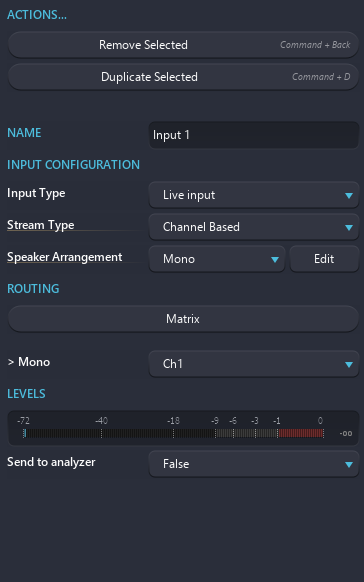 ACTIONS...
Remove Selected Command + Back
Duplicate Selected Command + D
NAME Input 1
INPUT CONFIGURATION
Input Type Live input
Stream Type Channel Based
Speaker Arrangement Mono Edit
ROUTING
Matrix
> Mono Ch1
LEVELS
-72 -40 -18 -9 -6 -3 -1 0
-oo
Send to analyzer False